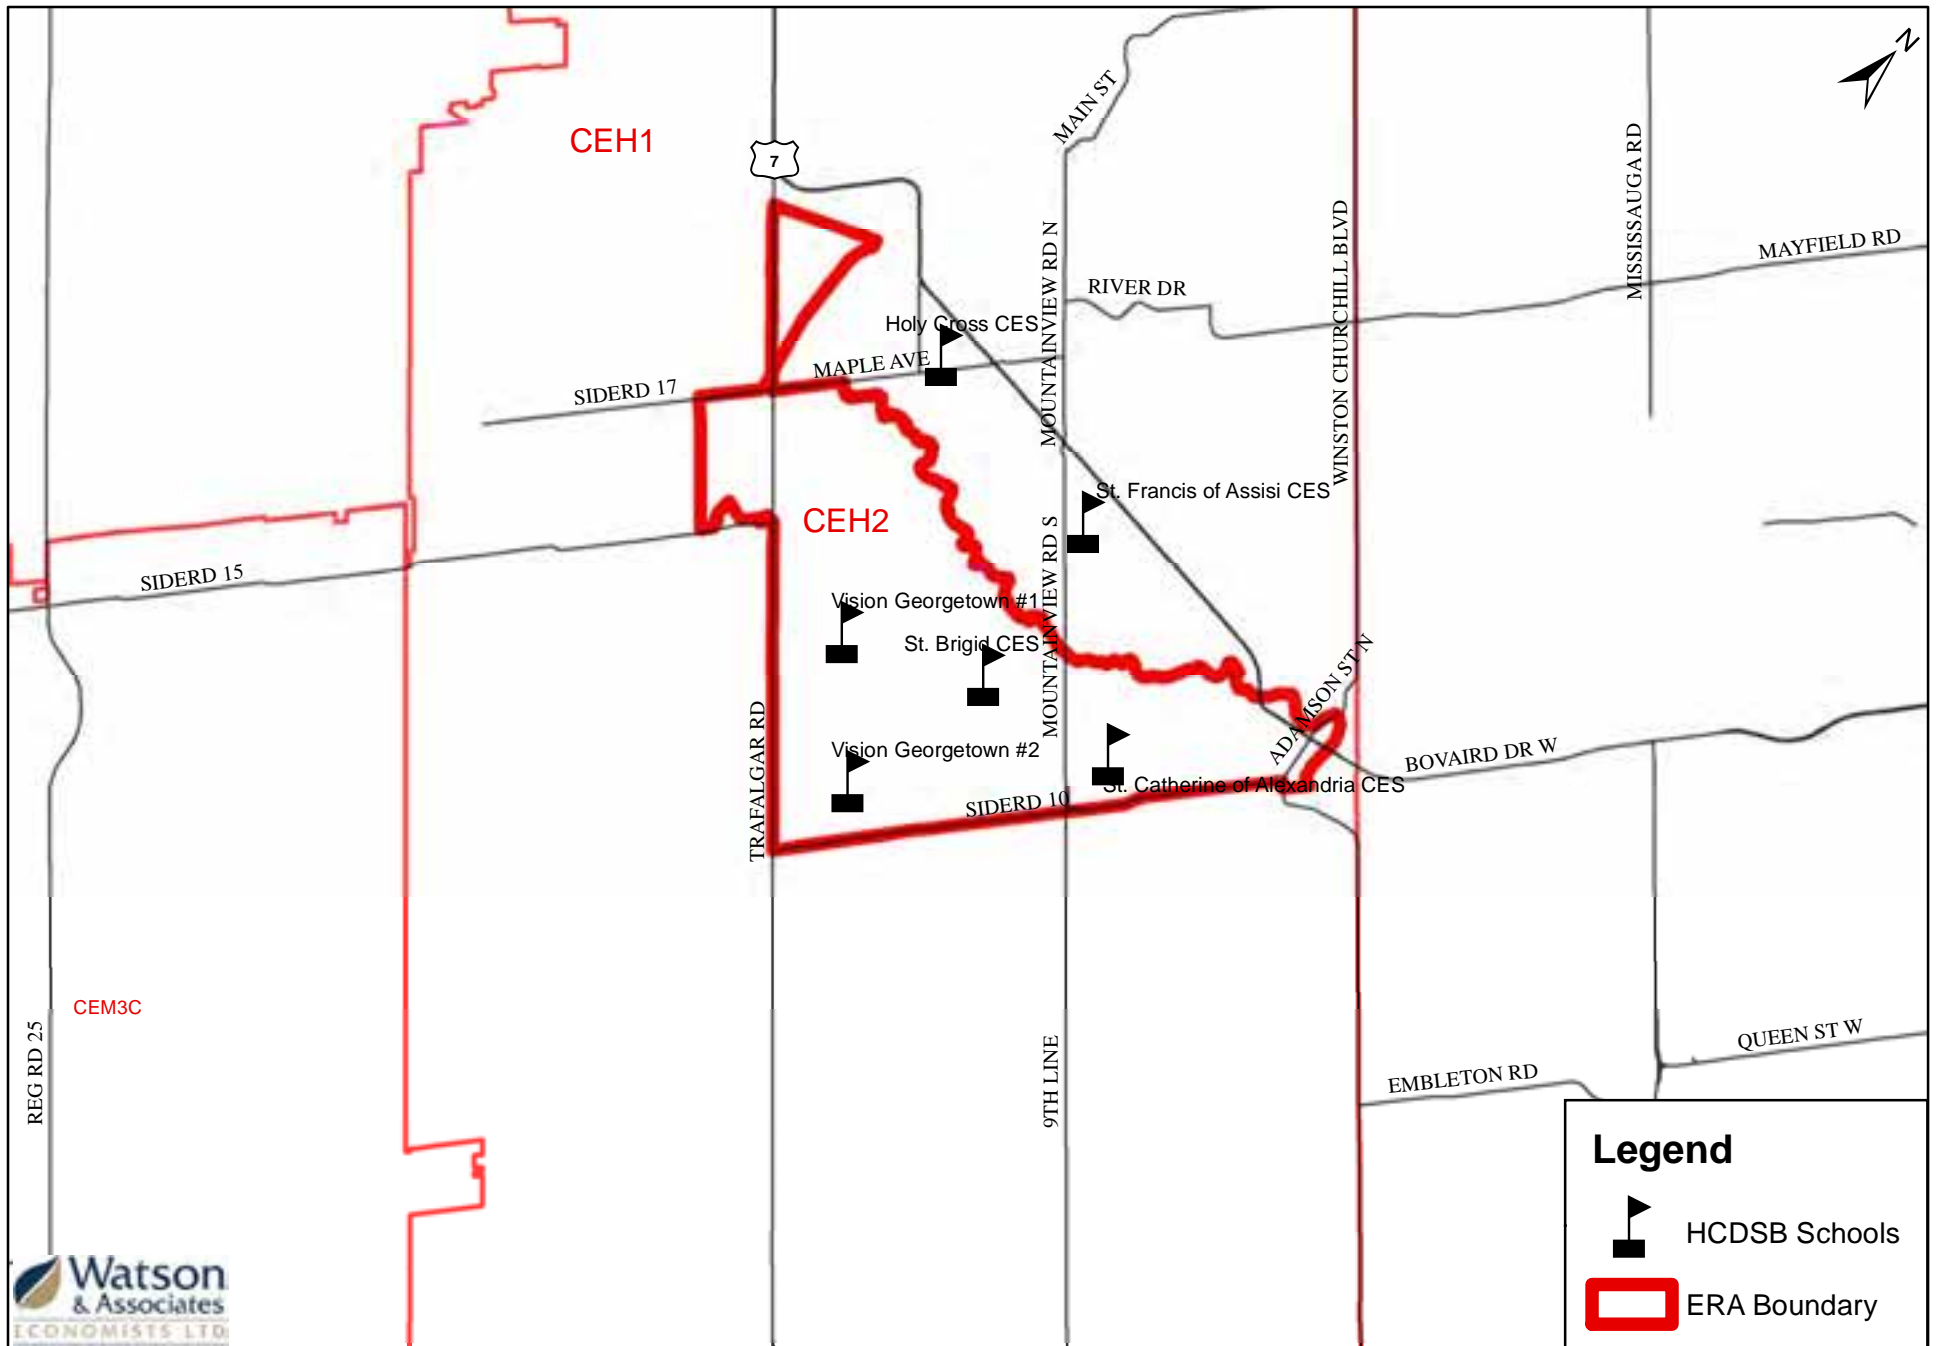 N
MAIN ST
CEH1
7
MISSISSAUGA RD
WINSTON CHURCHILL BLVD
MAYFIELD RD
MOUNTAINVIEW RD N
RIVER DR
Holy Cross CES
MAPLE AVE
SIDERD 17
St. Francis of Assisi CES
CEH2
MOUNTAINVIEW RD S
SIDERD 15
Vision Georgetown #1
St. Brigid CES
ADAMSON ST N
TRAFALGAR RD
Vision Georgetown #2
BOVAIRD DR W
St. Catherine of Alexandria CES
SIDERD 10
CEM3C
REG RD 25
9TH LINE
QUEEN ST W
EMBLETON RD
Legend
HCDSB Schools
ERA Boundary
Watson
& Associates
ECONOMISTS LTD.